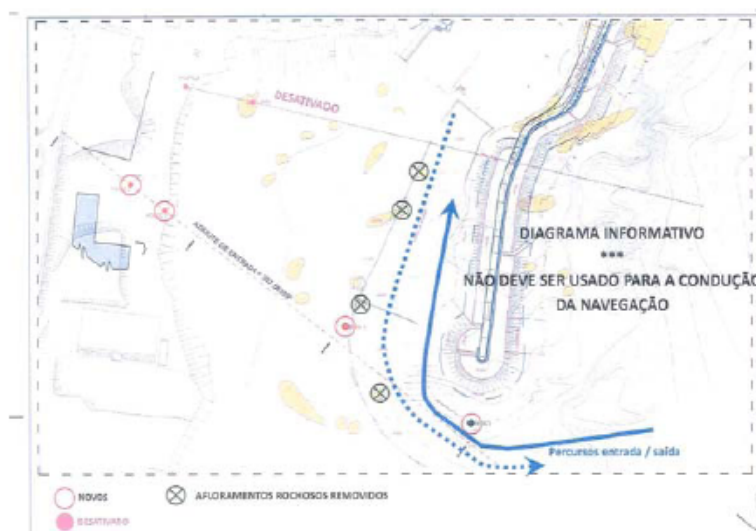 DESATIVADO
DIAGRAMA INFORMATIVO
***
NÃO DEVE SER USADO PARA A CONDUÇÃO
DA NAVEGAÇÃO
Percursos entrada / saída
NOVOS
AFLORAMENTOS ROCHOSOS REMOVIDOS
DESATIVADO